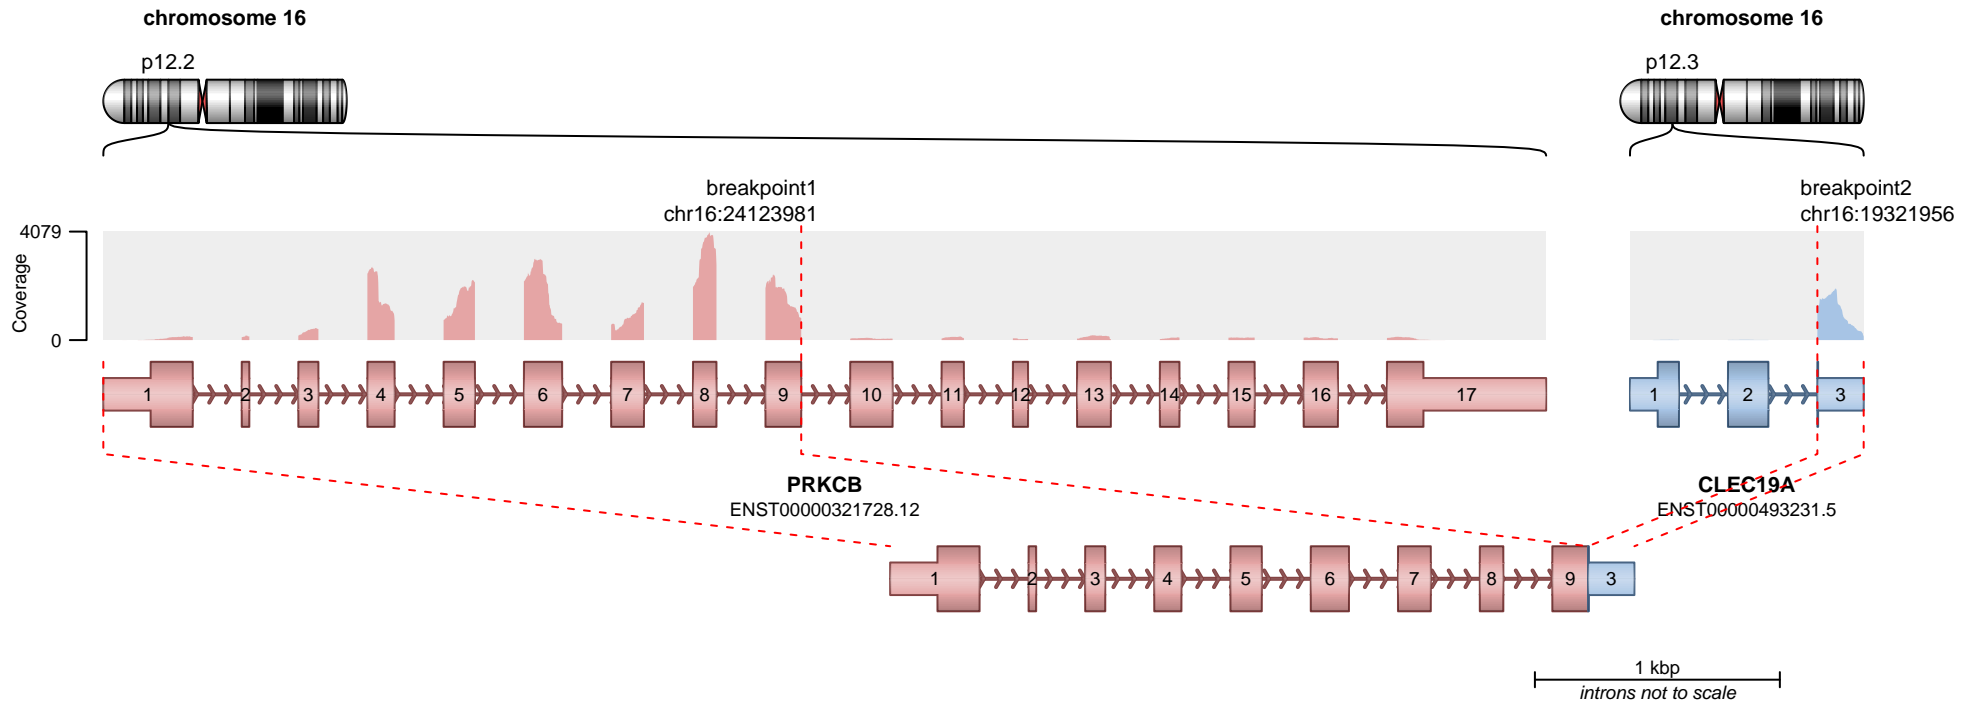 chromosome 16
chromosome 16
p12.2
p12.3
breakpoint1
chr16:24123981
breakpoint2
chr16:19321956
4079
Coverage
0
1 2 3 4 5 6 7 8 9 10 11 12 13 14 15 16 17
1 2 3
PRKCB
ENST00000321728.12
CLEC19A
ENST00000493231.5
1 2 3 4 5 6 7 8 9 3
1 kbp
introns not to scale